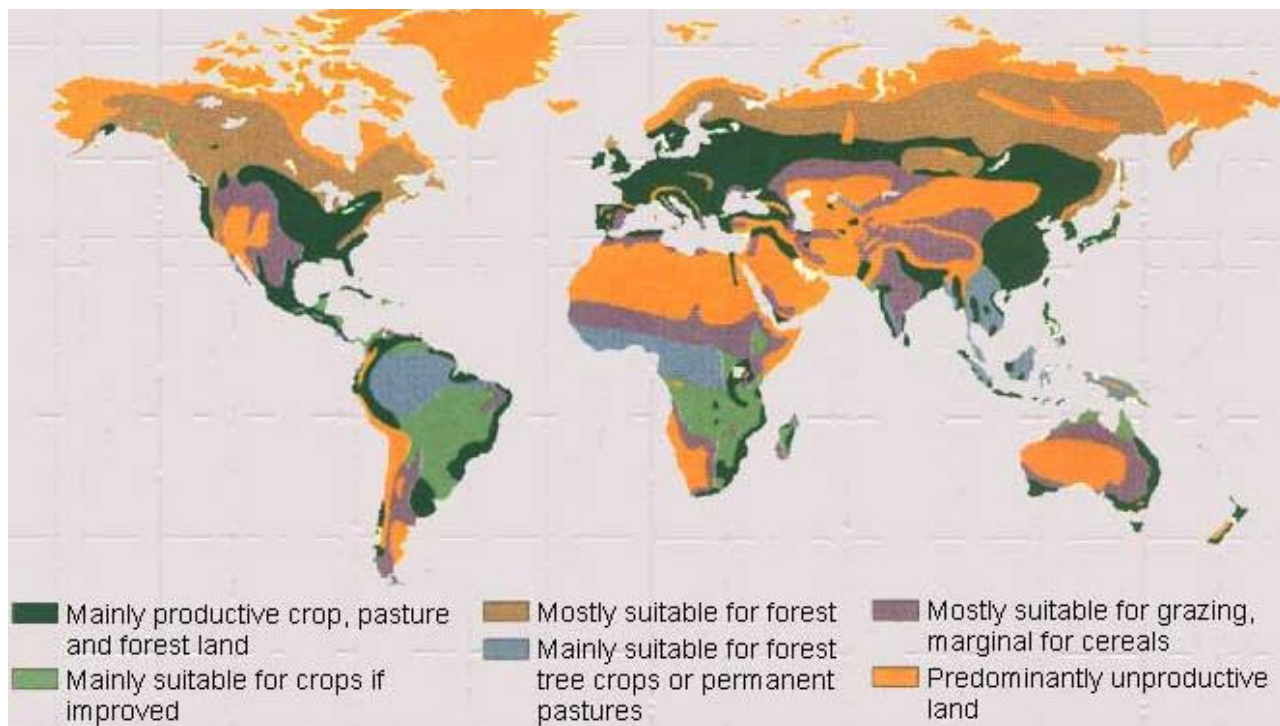 Mainly productive crop, pasture
and forest land
Mainly suitable for crops if
improved
Mostly suitable for forest
Mainly suitable for forest
tree crops or permanent
pastures
Mostly suitable for grazing,
marginal for cereals
Predominantly unproductive
land